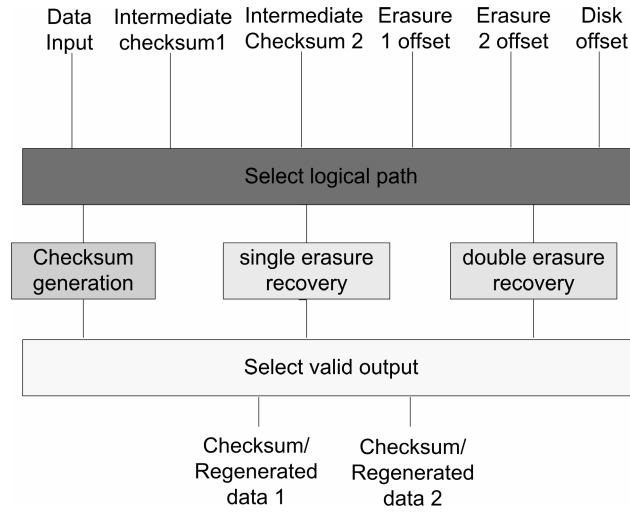 Data Input
Intermediate checksum1
Intermediate Checksum 2
Erasure 1 offset
Erasure 2 offset
Disk offset
Select logical path
Checksum generation
single erasure recovery
double erasure recovery
Select valid output
Checksum/ Regenerated data 1
Checksum/ Regenerated data 2